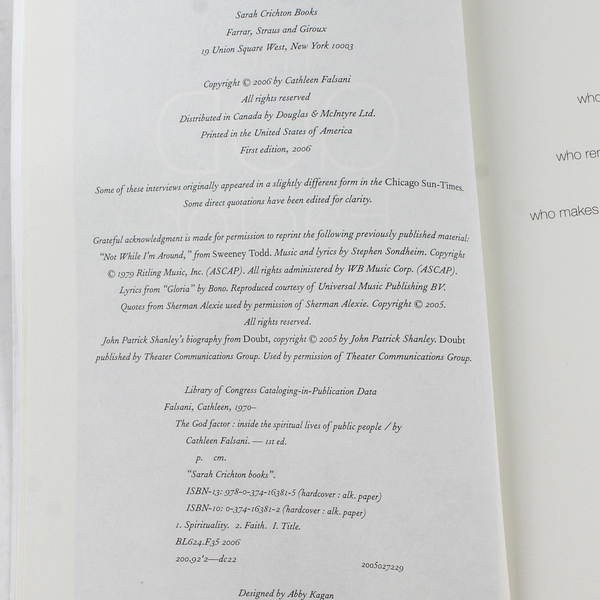 Sarah Crichton Books
Farrar, Straus and Giroux
19 Union Square West, New York 10003
Copyright © 2006 by Cathleen Falsani
All rights reserved
Distributed in Canada by Douglas & McIntyre Ltd.
Printed in the United States of America
First edition, 2006
Some of these interviews originally appeared in a slightly different form in the Chicago Sun-Times.
Some direct quotations have been edited for clarity.
Grateful acknowledgment is made for permission to reprint the following previously published material:
"Not While I'm Around," from Sweeney Todd. Music and lyrics by Stephen Sondheim. Copyright
© 1979 Rilting Music, Inc. (ASCAP). All rights administered by WB Music Corp. (ASCAP).
Lyrics from "Gloria" by Bono. Reproduced courtesy of Universal Music Publishing BV.
Quotes from Sherman Alexie used by permission of Sherman Alexie. Copyright © 2005.
All rights reserved.
John Patrick Shanley's biography from Doubt, copyright © 2005 by John Patrick Shanley. Doubt
published by Theater Communications Group. Used by permission of Theater Communications Group.
Library of Congress Cataloging-in-Publication Data
Falsani, Cathleen, 1970–
The God factor : inside the spiritual lives of public people / by
Cathleen Falsani. — 1st ed.
p. cm.
"Sarah Crichton books".
ISBN-13: 978-0-374-16381-5 (hardcover : alk. paper)
ISBN-10: 0-374-16381-2 (hardcover : alk. paper)
1. Spirituality. 2. Faith. I. Title.
BL624.F35 2006
200.92'2—dc22
2005027229
Designed by Abby Kagan
who
who
who makes